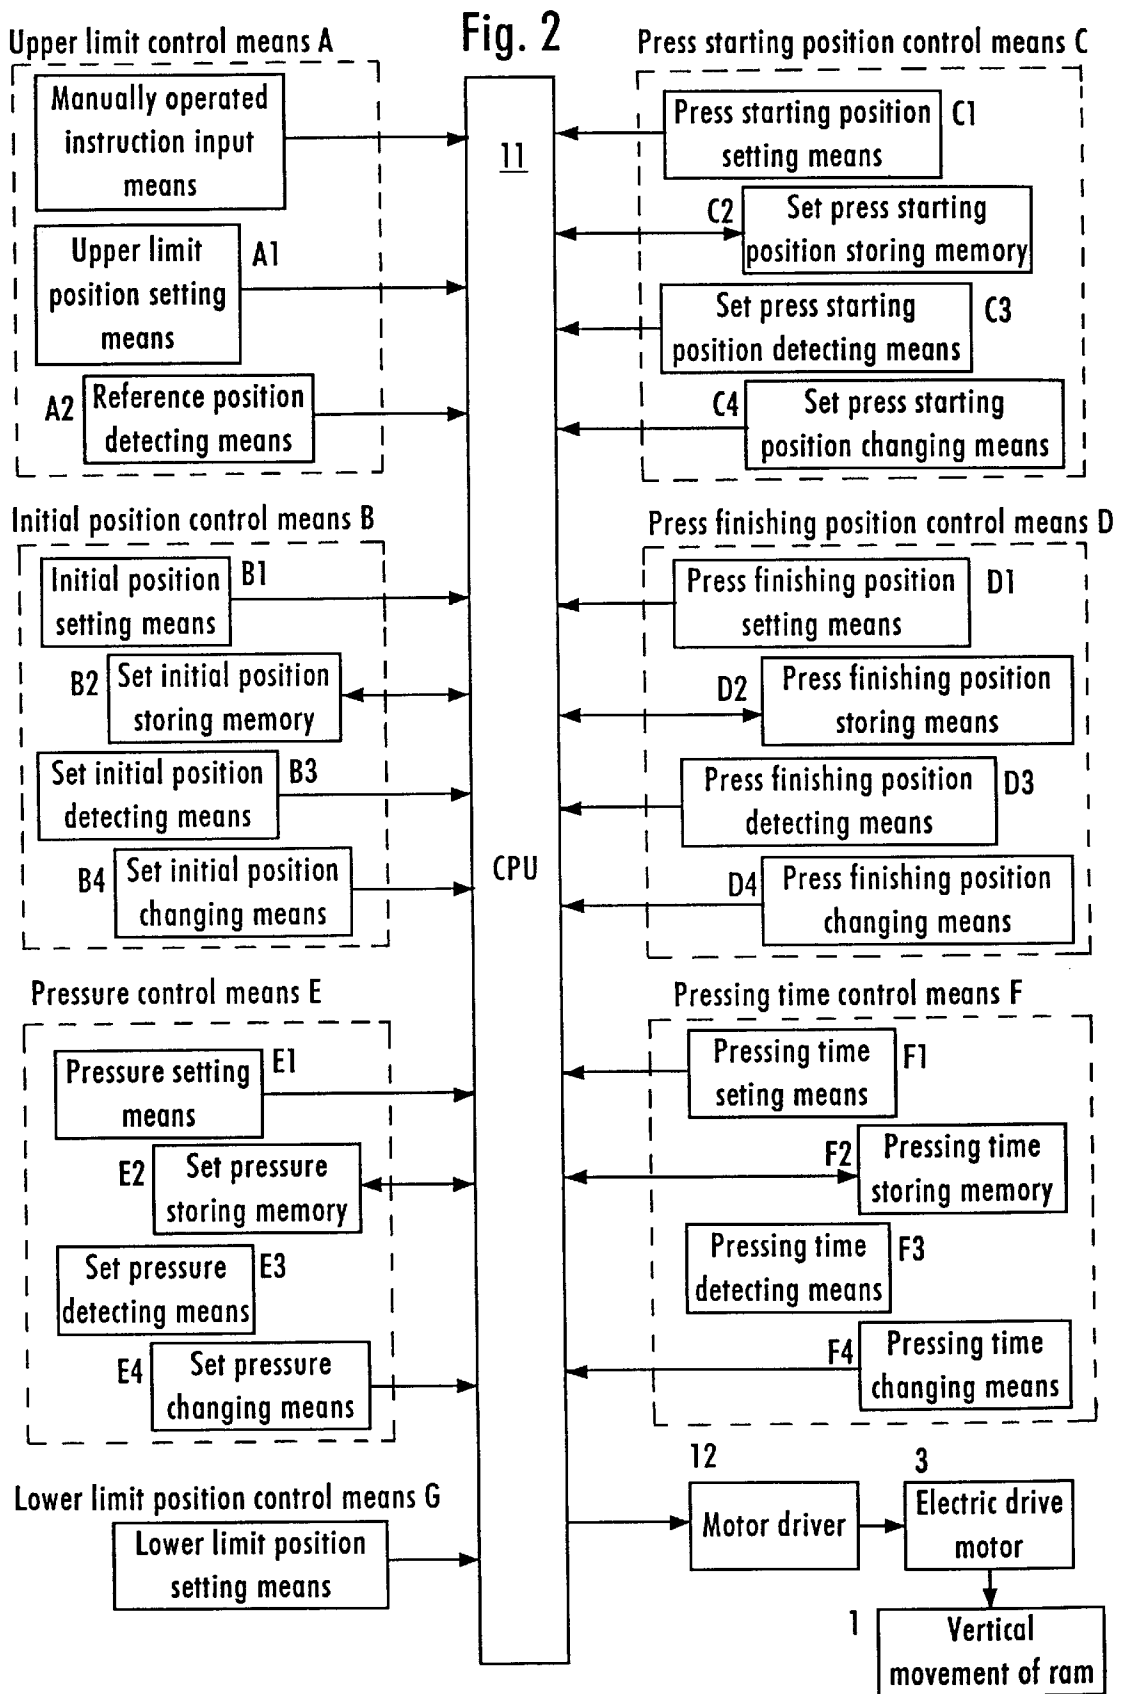 Fig. 2
Upper limit control means A
Manually operated
instruction input
means
Upper limit
position setting
means
A1
A2
Reference position
detecting means
Initial position control means B
Initial position
setting means
B1
B2
Set initial position
storing memory
Set initial position
detecting means
B3
B4
Set initial position
changing means
Pressure control means E
Pressure setting
means
E1
E2
Set pressure
storing memory
Set pressure
detecting means
E3
E4
Set pressure
changing means
Lower limit position control means G
Lower limit position
setting means
11
CPU
Press starting position control means C
Press starting position
setting means
C1
C2
Set press starting
position storing memory
Set press starting
position detecting means
C3
C4
Set press starting
position changing means
Press finishing position control means D
Press finishing position
setting means
D1
D2
Press finishing position
storing means
Press finishing position
detecting means
D3
D4
Press finishing position
changing means
Pressing time control means F
Pressing time
seting means
F1
F2
Pressing time
storing memory
Pressing time
detecting means
F3
F4
Pressing time
changing means
12
Motor driver
3
Electric drive
motor
1
Vertical
movement of ram